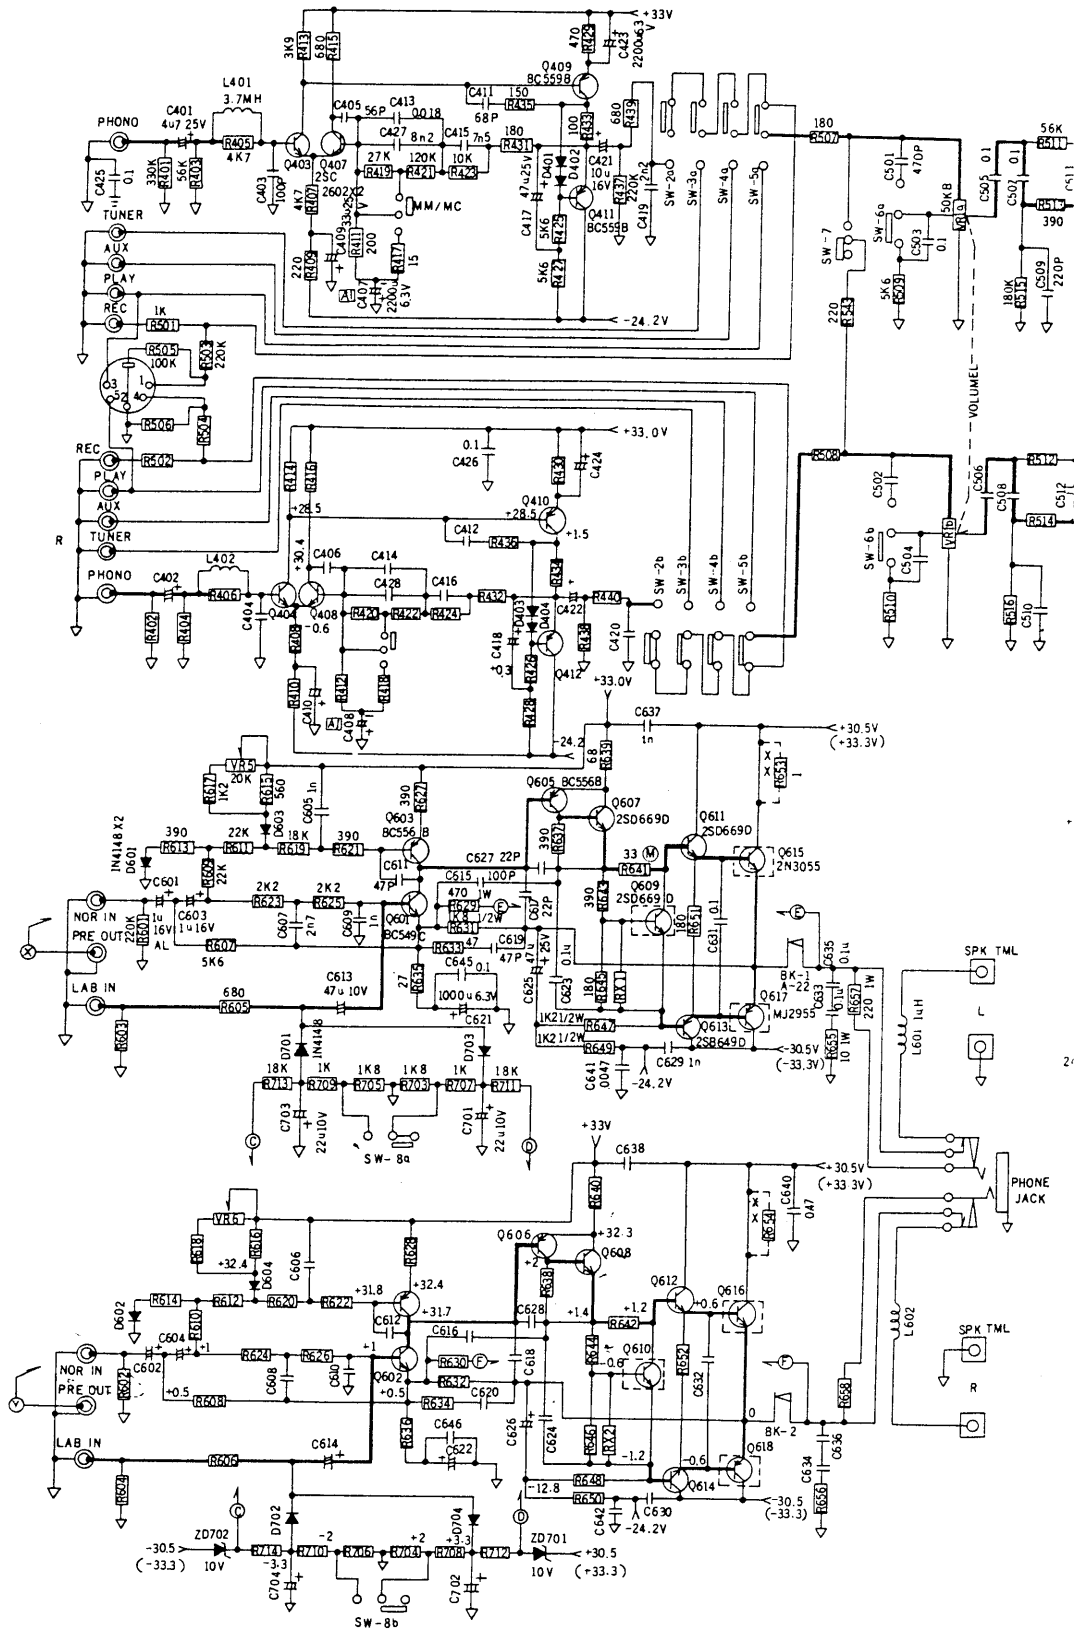 +33V
3K9
R413
680
R415
470
R429
C423
2200u63
V
Q409
BC559B
L401
3.7MH
C411
68P
150
R435
C405
56P
C413
0.018
680
R439
PHONO
C401
4u7 25V
R405
4K7
C427
8n2
C415
7n5
180
R431
100
R433
180
R507
56K
R511
Q403
Q407
2SC
2602X2
27K
R419
120K
R421
10K
R423
D401
D402
C421
10u
16V
C501
470P
0.1
C505
0.1
C507
C425
0.1
330K
R401
56K
R403
C403
100P
4K7
R407
MM/MC
47u25V
C417
R437
220K
C419
2n2
SW-2a
SW-3a
SW-4a
SW-5a
50KB
VR1a
R513
390
TUNER
R411
200
R417
15
5K6
R425
Q411
BC559B
SW-7
SW-6a
C503
0.1
AUX
220
R409
C409
A1
C407
2200u
6.3V
5K6
R427
5K6
R509
180K
R515
C509
220P
PLAY
REC
1K
R501
-24.2V
220
R543
R505
100K
R503
220K
3
1
5
2
4
R506
R504
VOLUMEL
REC
R502
+33.0V
0.1
C426
R414
R416
R430
C424
R508
R512
PLAY
C502
C506
C508
C512
AUX
+28.5
Q410
+28.5
+1.5
R514
R
C412
R436
VR1b
TUNER
+30.4
SW-6b
C504
L402
C406
C414
R434
SW-2b
SW-3b
SW-4b
SW-5b
PHONO
C402
R406
C428
C416
R432
D403
D404
C422
R440
Q404
Q408
-0.6
R420
R422
R424
R402
R404
C404
R408
C418
+0.3
R426
Q412
R438
C420
R510
R516
C510
R410
C410
R412
R418
A1
C408
R428
+33.0V
-24.2
C637
1n
+30.5V
(+33.3V)
VR5
20K
R617
1K2
R615
560
C605
1n
390
R627
68
R639
R653
1
D603
Q603
BC556B
Q605
BC556B
Q607
2SD669D
Q611
2SD669D
1N4148X2
D601
390
R613
22K
R611
18K
R619
390
R621
C611
47P
C627
22P
390
R637
33
M
R641
Q615
2N3055
R609
22K
C615
100P
Q609
2SD669D
C601
1u
16V
AL
C603
1u16V
2K2
R623
2K2
R625
Q601
BC549C
470
1W
R629
F
1K8
1/2W
R631
C617
22P
390
R643
NOR IN
220K
R601
C607
2n7
C609
1n
R633
47
C619
47P
180
R651
C631
0.1
F
X
PRE OUT
R607
5K6
27
R635
C645
0.1
C625
47u
25V
C623
0.1u
180
R645
RX1
BK-1
A-22
C635
0.1u
SPK TML
L
C613
47u10V
1000u6.3V
C621
Q617
MJ2955
C633
0.1u
R657
220
1W
L601
1uH
LAB IN
680
R605
1K21/2W
R647
Q613
2SB649D
R603
1K21/2W
R649
C629
1n
-30.5V
(-33.3V)
R655
10
1W
D701
1N4148
D703
C641
.0047
-24.2V
18K
R713
1K
R709
1K8
R705
1K8
R703
1K
R707
18K
R711
C703
22u10V
C701
22u10V
C
D
SW-8a
+33V
C638
+30.5V
(+33.3V)
PHONE
JACK
R640
C640
0.47
R654
VR6
R618
R616
+32.4
D604
C606
R628
Q606
+2
+32.3
Q608
R638
Q612
Q616
R614
R612
R620
R622
+31.8
+32.4
+31.7
D602
R610
C612
C628
+1.4
+1.2
R642
+0.6
L602
SPK TML
C616
C618
R644
Q610
-0.6
NOR IN
C602
C604
+1
R624
R626
+1
R630
F
R652
C632
F
R602
C608
C610
Q602
R632
R658
PRE OUT
+0.5
R608
+0.5
R634
C620
C626
C624
0
R
Y
R636
C646
R646
RX2
BK-2
LAB IN
R606
C614
C622
-1.2
-0.6
Q618
C634
C636
R604
-12.8
R648
Q614
R650
C630
-30.5
(-33.3)
R656
C
D702
D704
D
C642
-24.2V
ZD702
-30.5
(-33.3)
10V
R714
-3.3
-2
R710
R706
+2
R704
+3.3
R708
R712
ZD701
10V
+30.5
(+33.3)
C704
C702
SW-8b